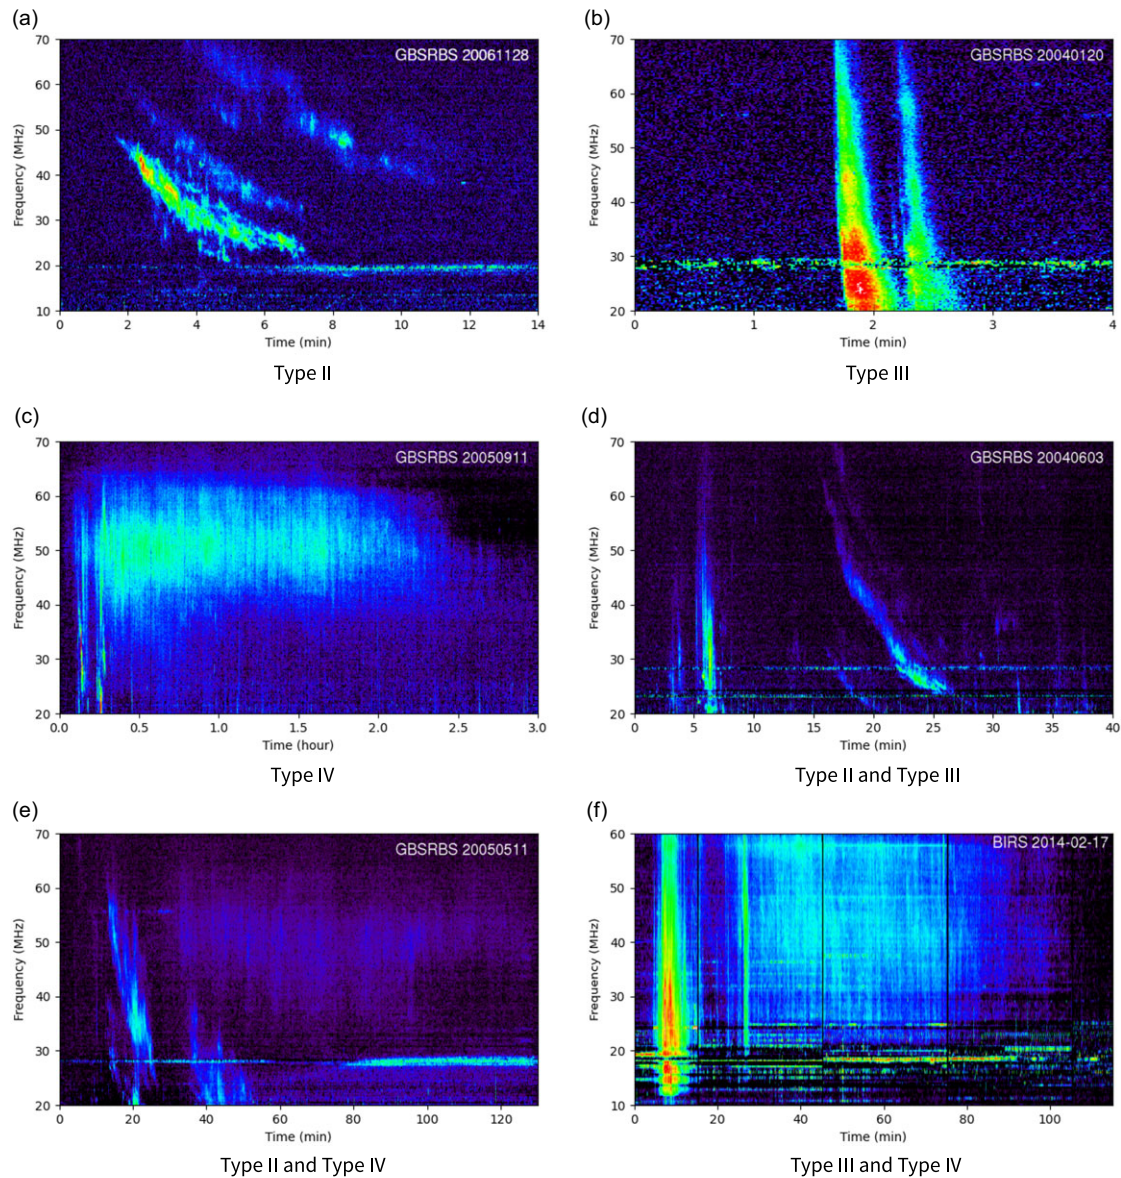 (a)
(b)
GBSRBS 20061128
GBSRBS 20040120
70
60
50
40
30
20
10
Frequency (MHz)
0 2 4 6 8 10 12 14
Time (min)
Type II
70
60
50
40
30
20
Frequency (MHz)
0 1 2 3 4
Time (min)
Type III
(c)
(d)
GBSRBS 20050911
GBSRBS 20040603
70
60
50
40
30
20
Frequency (MHz)
0.0 0.5 1.0 1.5 2.0 2.5 3.0
Time (hour)
Type IV
70
60
50
40
30
20
Frequency (MHz)
0 5 10 15 20 25 30 35 40
Time (min)
Type II and Type III
(e)
(f)
GBSRBS 20050511
BIRS 2014-02-17
70
60
50
40
30
20
Frequency (MHz)
0 20 40 60 80 100 120
Time (min)
Type II and Type IV
60
50
40
30
20
10
Frequency (MHz)
0 20 40 60 80 100
Time (min)
Type III and Type IV